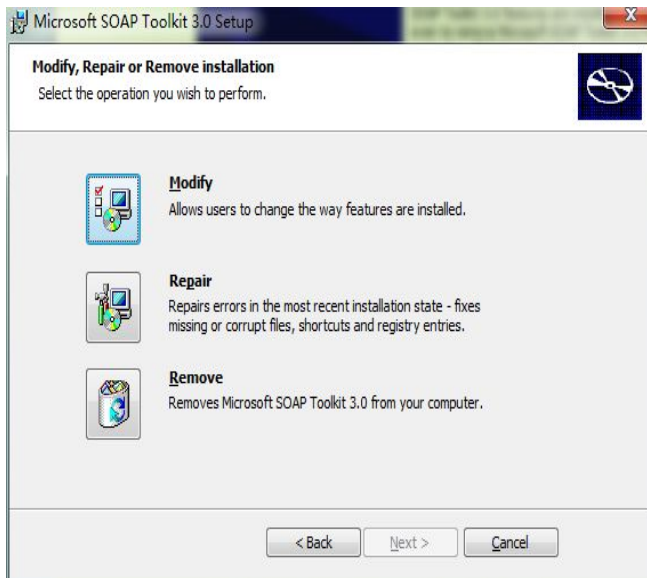 Microsoft SOAP Toolkit 3.0 Setup
X
Modify, Repair or Remove installation
Select the operation you wish to perform.
Modify
Allows users to change the way features are installed.
Repair
Repairs errors in the most recent installation state - fixes
missing or corrupt files, shortcuts and registry entries.
Remove
Removes Microsoft SOAP Toolkit 3.0 from your computer.
< Back
Next >
Cancel